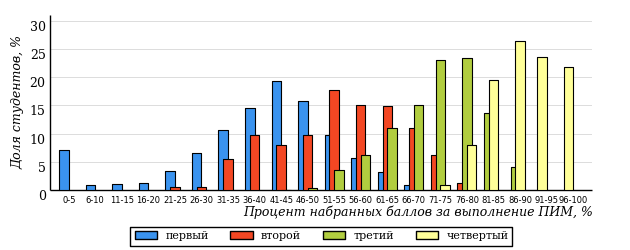 30
25
20
15
10
5
0
Доля студентов, %
0-5 6-10 11-15 16-20 21-25 26-30 31-35 36-40 41-45 46-50 51-55 56-60 61-65 66-70 71-75 76-80 81-85 86-90 91-95 96-100
Процент набранных баллов за выполнение ПИМ, %
первый второй третий четвертый